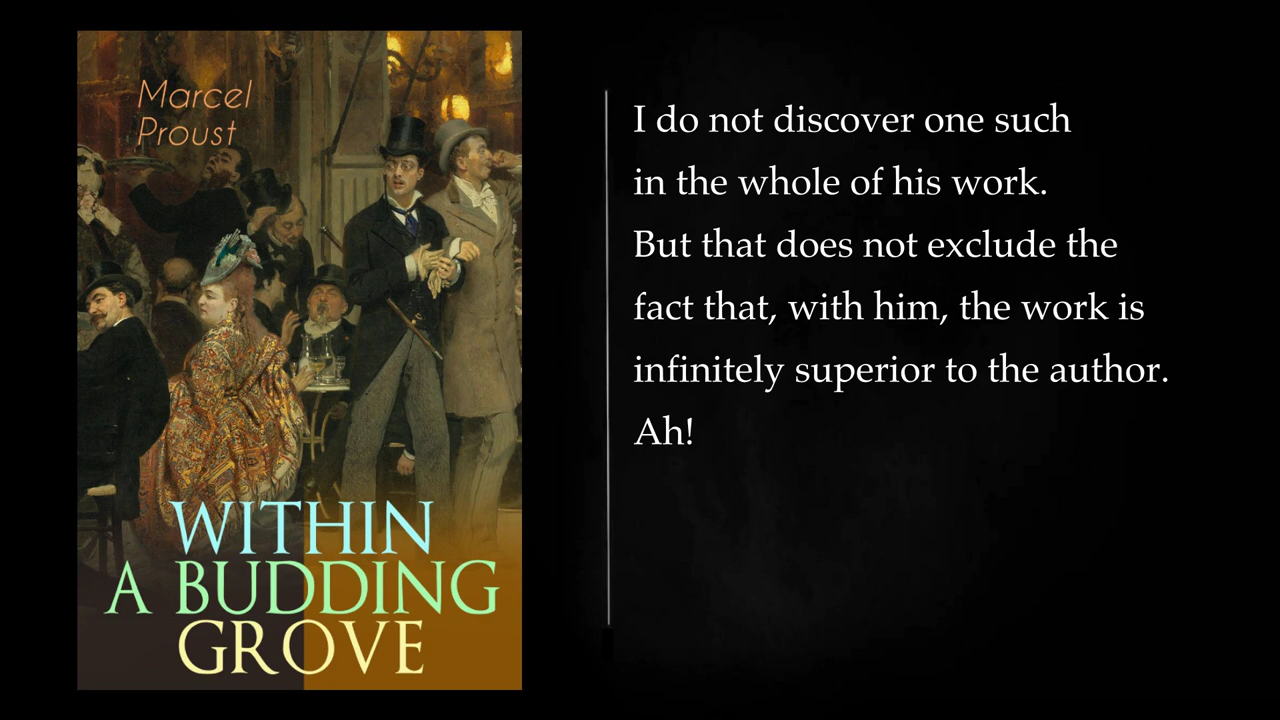 Marcel
Proust
WITHIN
A BUDDING
GROVE
I do not discover one such
in the whole of his work.
But that does not exclude the
fact that, with him, the work is
infinitely superior to the author.
Ah!